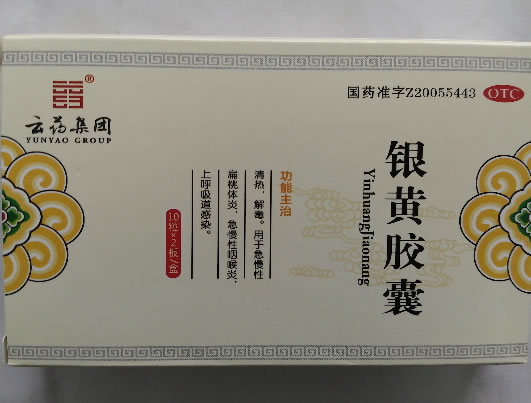 云药集团
YUNYAO GROUP
国药准字Z20055443
OTC
银黄胶囊
YinhuangJiaonang
功能主治
清热，解毒。用于急慢性
扁桃体炎，急慢性咽喉炎，
上呼吸道感染。
10粒×2板/盒